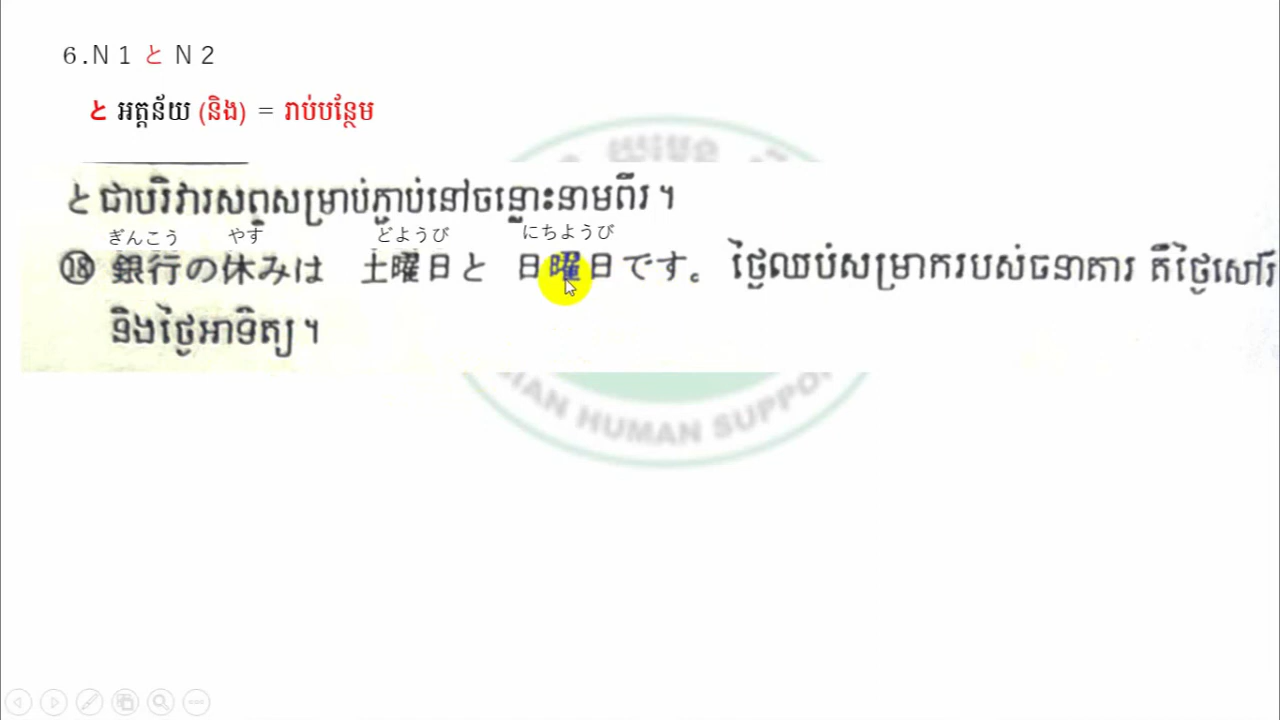 6.N1とN2
と អត្តន័យ (និង) = រាប់បន្ថែម
と ជាបរិវារសព្ទសម្រាប់ភ្ជាប់នៅចន្លោះនាមពីរ ។
ぎんこう やす どようび にちようび
⑱ 銀行の休みは 土曜日と 日曜日です。 ថ្ងៃឈប់សម្រាករបស់ធនាគារ គឺថ្ងៃសៅរ៍
និងថ្ងៃអាទិត្យ ។
HUMAN SUPPO